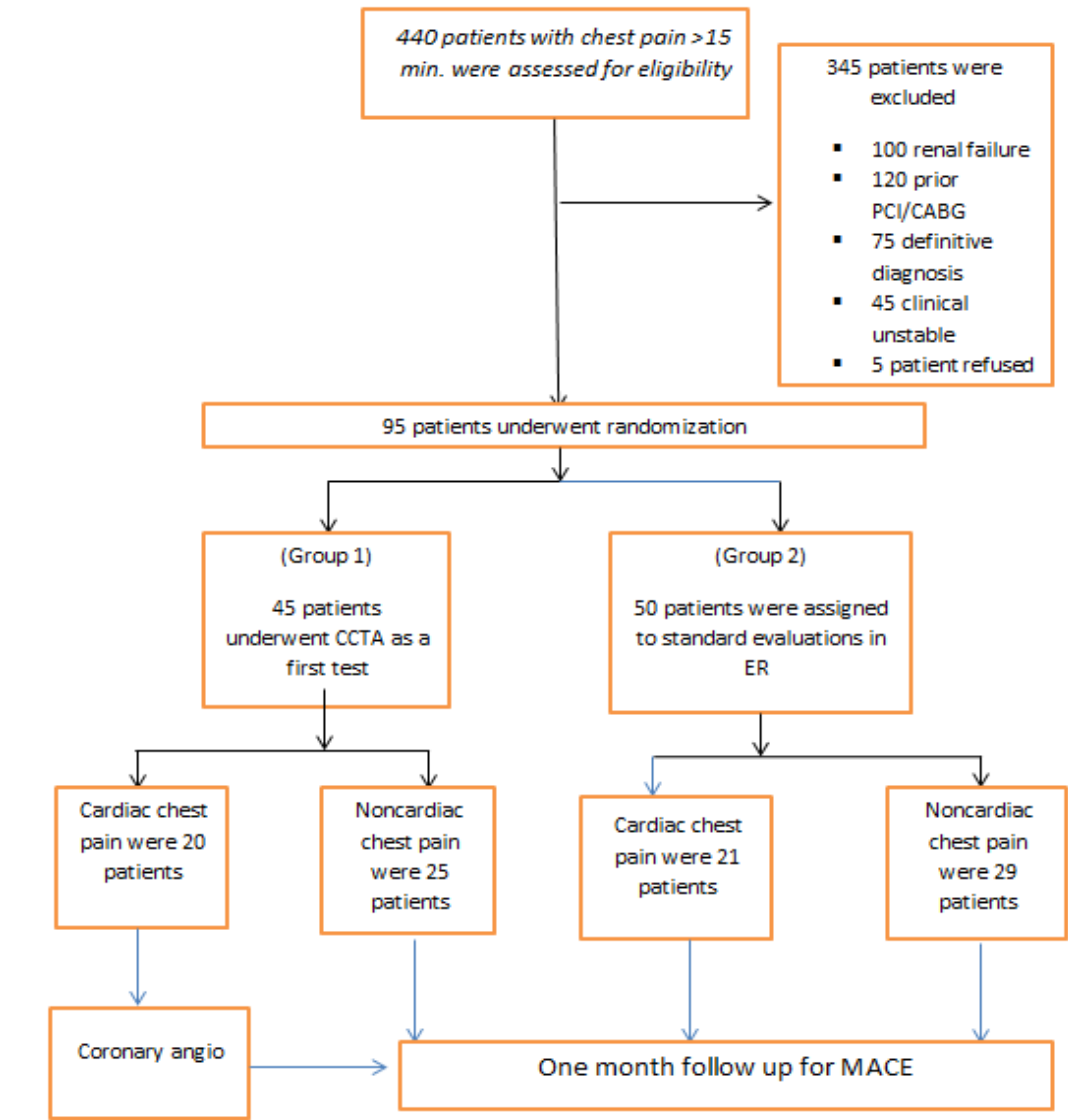 440 patients with chest pain >15
min. were assessed for eligibility
345 patients were
excluded
▪ 100 renal failure
▪ 120 prior
PCI/CABG
▪ 75 definitive
diagnosis
▪ 45 clinical
unstable
▪ 5 patient refused
95 patients underwent randomization
(Group 1)
45 patients
underwent CCTA as a
first test
(Group 2)
50 patients were assigned
to standard evaluations in
ER
Cardiac chest
pain were 20
patients
Noncardiac
chest pain
were 25
patients
Cardiac chest
pain were 21
patients
Noncardiac
chest pain
were 29
patients
Coronary angio
One month follow up for MACE